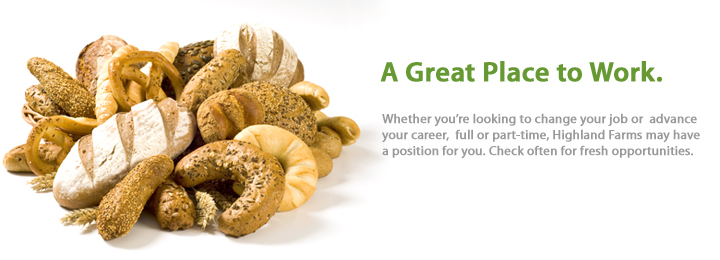 A Great Place to Work.
Whether you're looking to change your job or  advance
your career,  full or part-time, Highland Farms may have
a position for you. Check often for fresh opportunities.